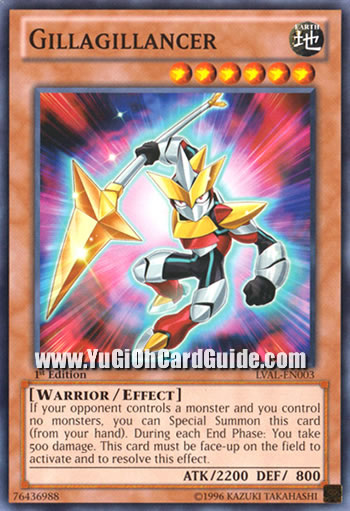 GILLAGILLANCER
EARTH
地
www.YuGiOhCardGuide.com
1st Edition
LVAL-EN003
[WARRIOR/EFFECT]
If your opponent controls a monster and you control
no monsters, you can Special Summon this card
(from your hand). During each End Phase: You take
500 damage. This card must be face-up on the field
to activate and to resolve this effect.
ATK/2200 DEF/ 800
76436988
©1996 KAZUKI TAKAHASHI